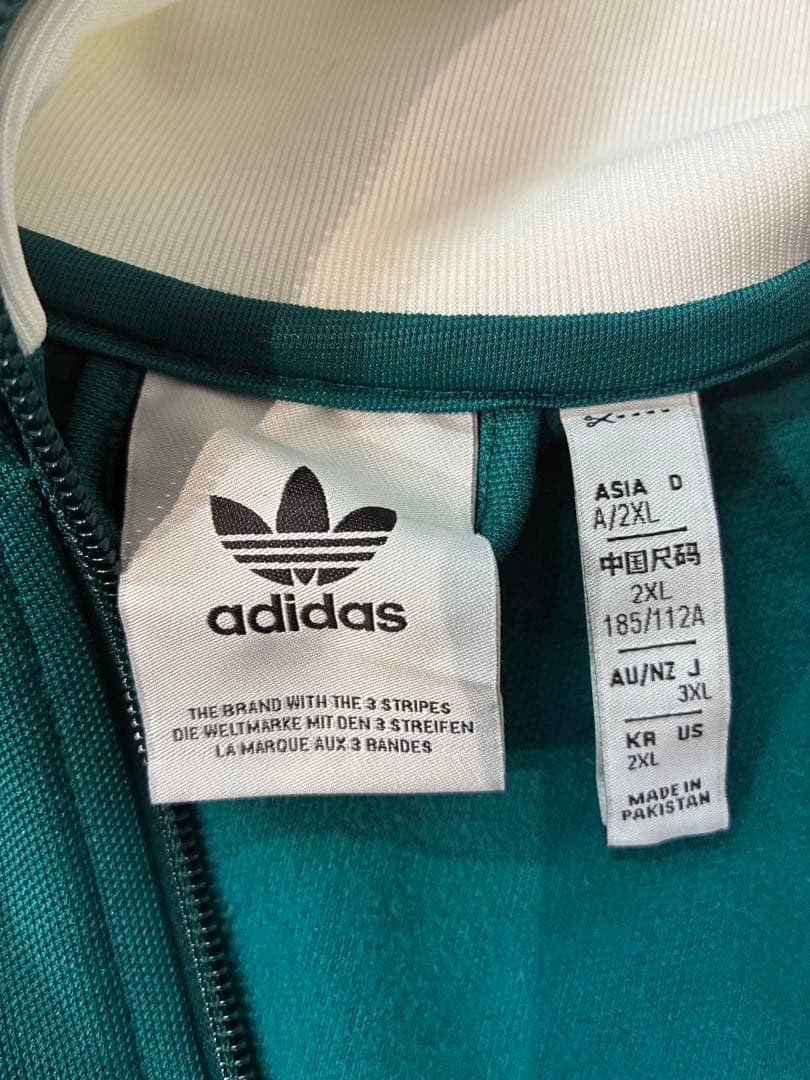 adidas
THE BRAND WITH THE 3 STRIPES
DIE WELTMARKE MIT DEN 3 STREIFEN
LA MARQUE AUX 3 BANDES
ASIA D
A/2XL
中国尺码
2XL
185/112A
AU/NZ J
3XL
KR US
2XL
MADE IN
PAKISTAN